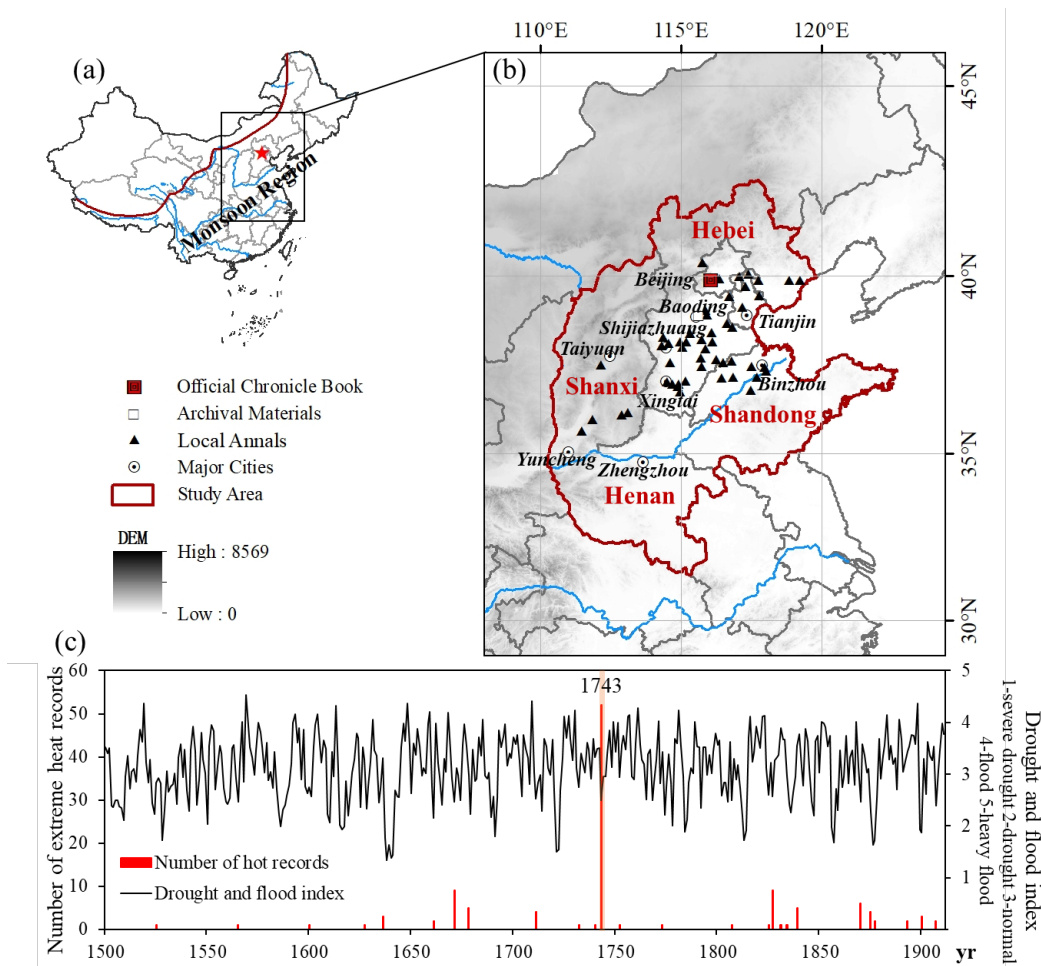 110°E
115°E
120°E
(a)
(b)
45°N
Monsoon Region
Hebei
40°N
Beijing
Baoding
Tianjin
Shijiazhuang
Taiyuan
Shanxi
Binzhou
Xingtai
Shandong
35°N
Yuncheng
Zhengzhou
Henan
30°N
Official Chronicle Book
Archival Materials
Local Annals
Major Cities
Study Area
DEM
High : 8569
Low : 0
(c)
Number of extreme heat records
60
50
40
30
20
10
0
1743
5
4
3
2
1
Number of hot records
Drought and flood index
1500
1550
1600
1650
1700
1750
1800
1850
1900
yr
Drought and flood index
1-severe drought 2-drought 3-normal
4-flood 5-heavy flood